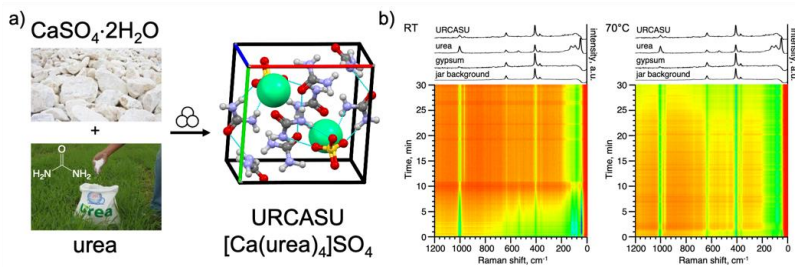 a)
CaSO₄·2H₂O
+
H₂N
O
NH₂
urea
urea
URCASU
[Ca(urea)₄]SO₄
b)
RT
URCASU
urea
gypsum
jar background
intensity, a.u.
Time, min
30
25
20
15
10
5
0
1200 1000 800 600 400 200 0
Raman shift, cm⁻¹
70°C
URCASU
urea
gypsum
jar background
intensity, a.u.
Time, min
30
25
20
15
10
5
0
1200 1000 800 600 400 200 0
Raman shift, cm⁻¹